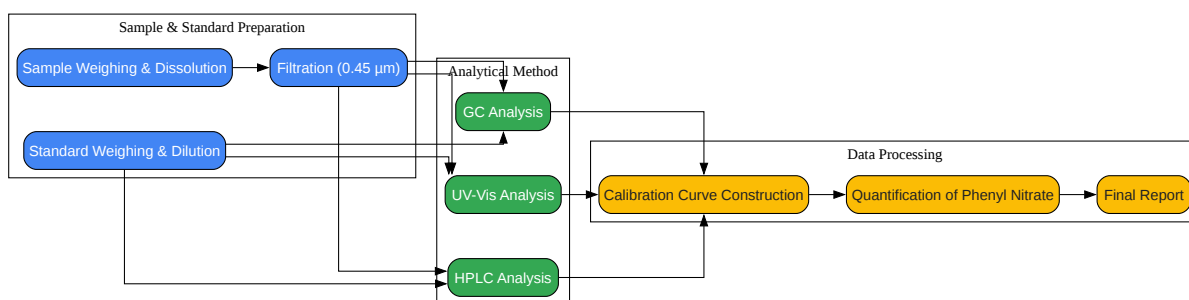 Sample & Standard Preparation
Sample Weighing & Dissolution
Filtration (0.45 µm)
Standard Weighing & Dilution
Analytical Method
GC Analysis
UV-Vis Analysis
HPLC Analysis
Data Processing
Calibration Curve Construction
Quantification of Phenyl Nitrate
Final Report